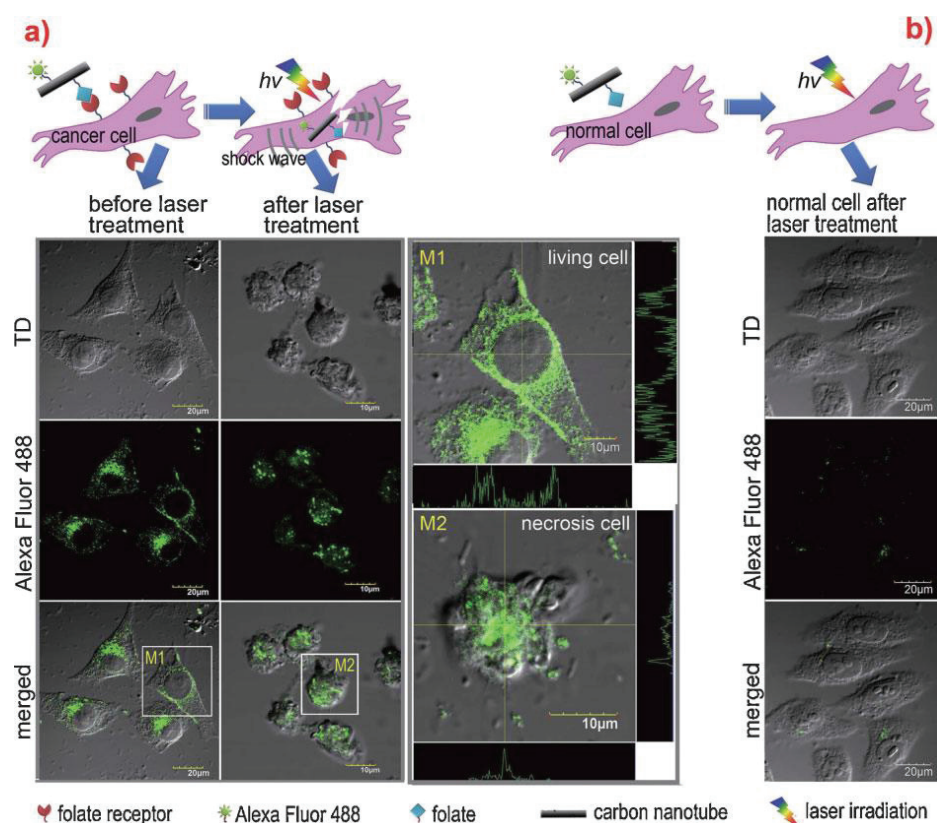 a)
b)
hν
cancer cell
shock wave
hν
normal cell
before laser
treatment
after laser
treatment
normal cell after
laser treatment
TD
20µm
10µm
M1
living cell
10µm
TD
20µm
Alexa Fluor 488
20µm
10µm
M2
necrosis cell
10µm
Alexa Fluor 488
20µm
merged
M1
20µm
M2
10µm
merged
20µm
folate receptor
Alexa Fluor 488
folate
carbon nanotube
laser irradiation